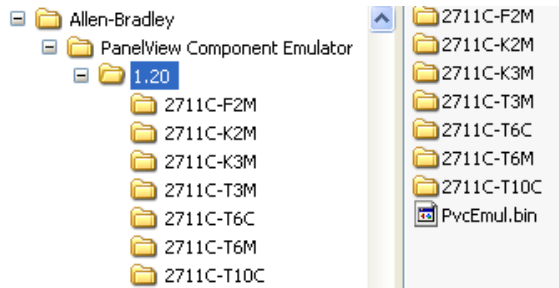 Allen-Bradley
PanelView Component Emulator
1.20
2711C-F2M
2711C-K2M
2711C-K3M
2711C-T3M
2711C-T6C
2711C-T6M
2711C-T10C
2711C-F2M
2711C-K2M
2711C-K3M
2711C-T3M
2711C-T6C
2711C-T6M
2711C-T10C
PvcEmul.bin